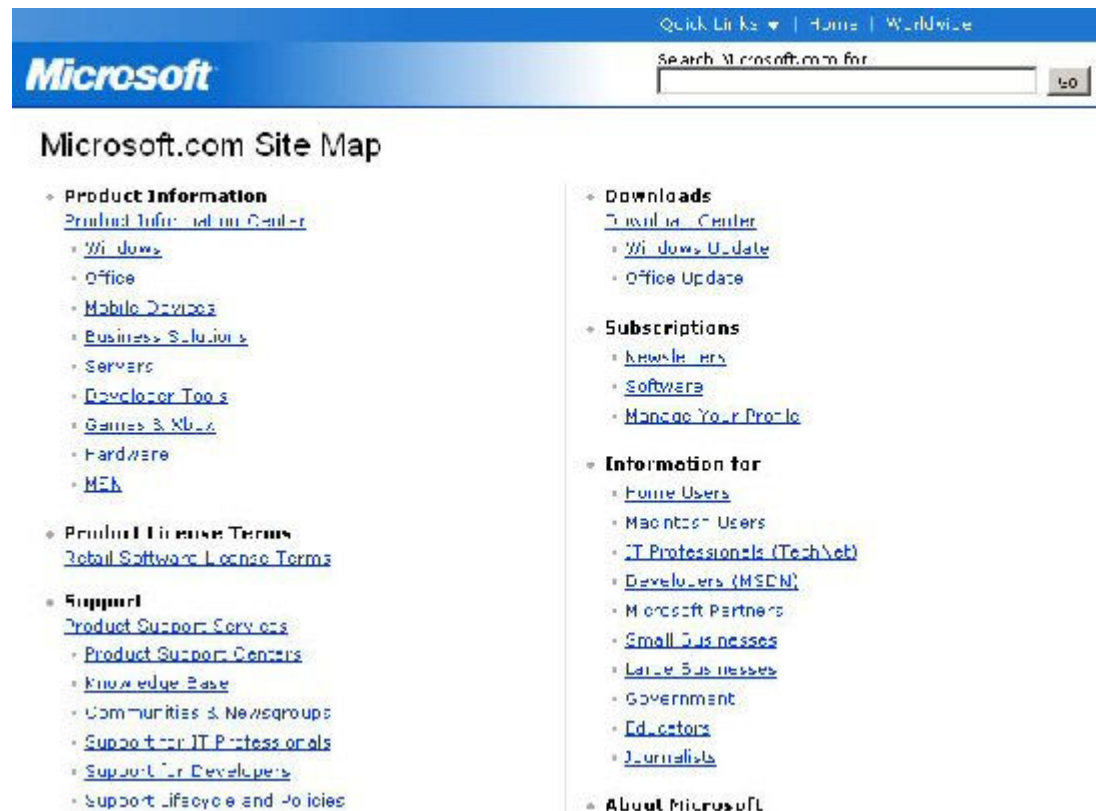 Quick Links ▼ | Home | Worldwide
Microsoft
Search Microsoft.com for
Go
Microsoft.com Site Map
Product Information
Product Information Center
Windows
Office
Mobile Devices
Business Solutions
Servers
Developer Tools
Games & Xbox
Hardware
MSN
Product License Terms
Retail Software License Terms
Support
Product Support Services
Product Support Centers
Knowledge Base
Communities & Newsgroups
Support for IT Professionals
Support for Developers
Support Lifecycle and Policies
Downloads
Download Center
Windows Update
Office Update
Subscriptions
Newsletters
Software
Manage Your Profile
Information for
Home Users
Macintosh Users
IT Professionals (TechNet)
Developers (MSDN)
Microsoft Partners
Small Businesses
Large Businesses
Government
Educators
Journalists
About Microsoft